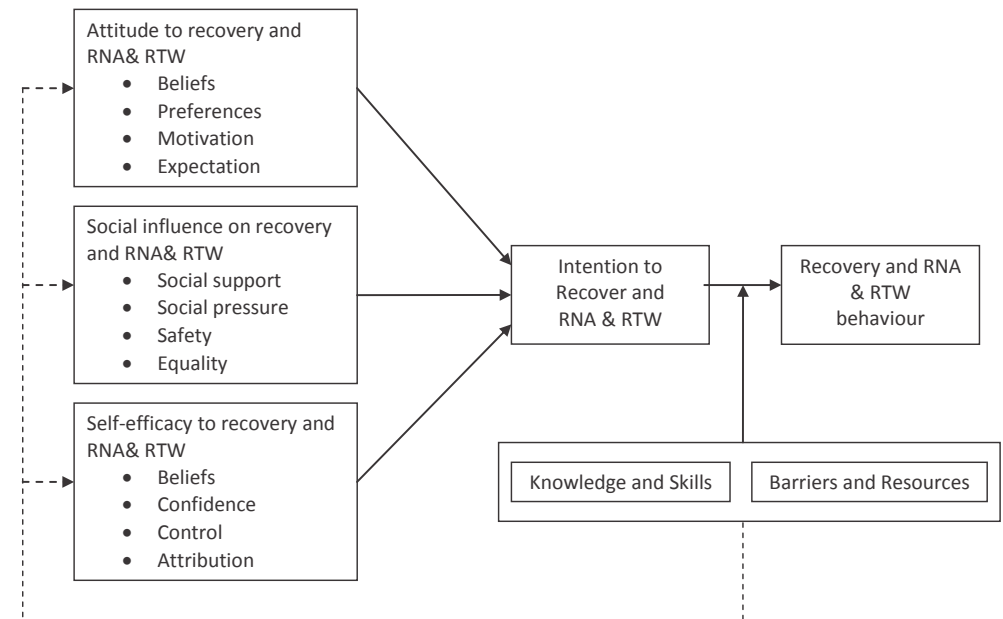 Attitude to recovery and
RNA& RTW
• Beliefs
• Preferences
• Motivation
• Expectation
Social influence on recovery
and RNA& RTW
• Social support
• Social pressure
• Safety
• Equality
Self-efficacy to recovery and
RNA& RTW
• Beliefs
• Confidence
• Control
• Attribution
Intention to
Recover and
RNA & RTW
Recovery and RNA
& RTW
behaviour
Knowledge and Skills
Barriers and Resources